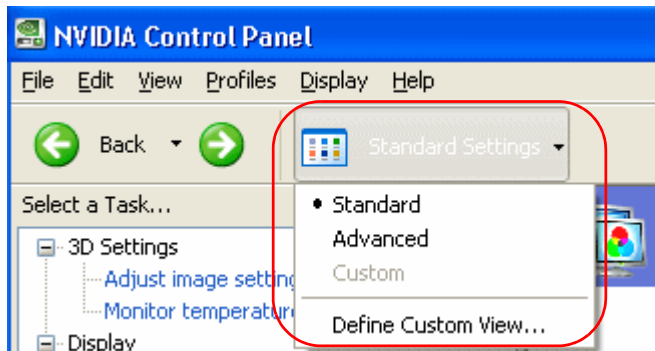 NVIDIA Control Panel
File Edit View Profiles Display Help
Back Standard Settings
Select a Task...
Standard
3D Settings
Advanced
Adjust image settin
Custom
Monitor temperatur
Define Custom View...
Display